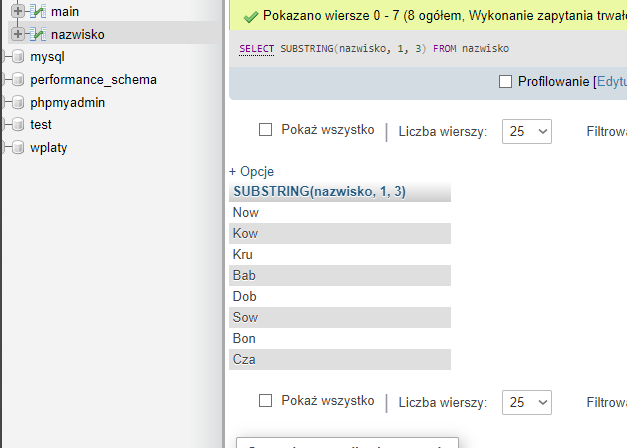 main
nazwisko
mysql
performance_schema
phpmyadmin
test
wplaty
Pokazano wiersze 0 - 7 (8 ogółem, Wykonanie zapytania trwało
SELECT SUBSTRING(nazwisko, 1, 3) FROM nazwisko
Profilowanie [Edytu
Pokaż wszystko | Liczba wierszy: 25 Filtrowa
+ Opcje
SUBSTRING(nazwisko, 1, 3)
Now
Kow
Kru
Bab
Dob
Sow
Bon
Cza
Pokaż wszystko | Liczba wierszy: 25 Filtrowa